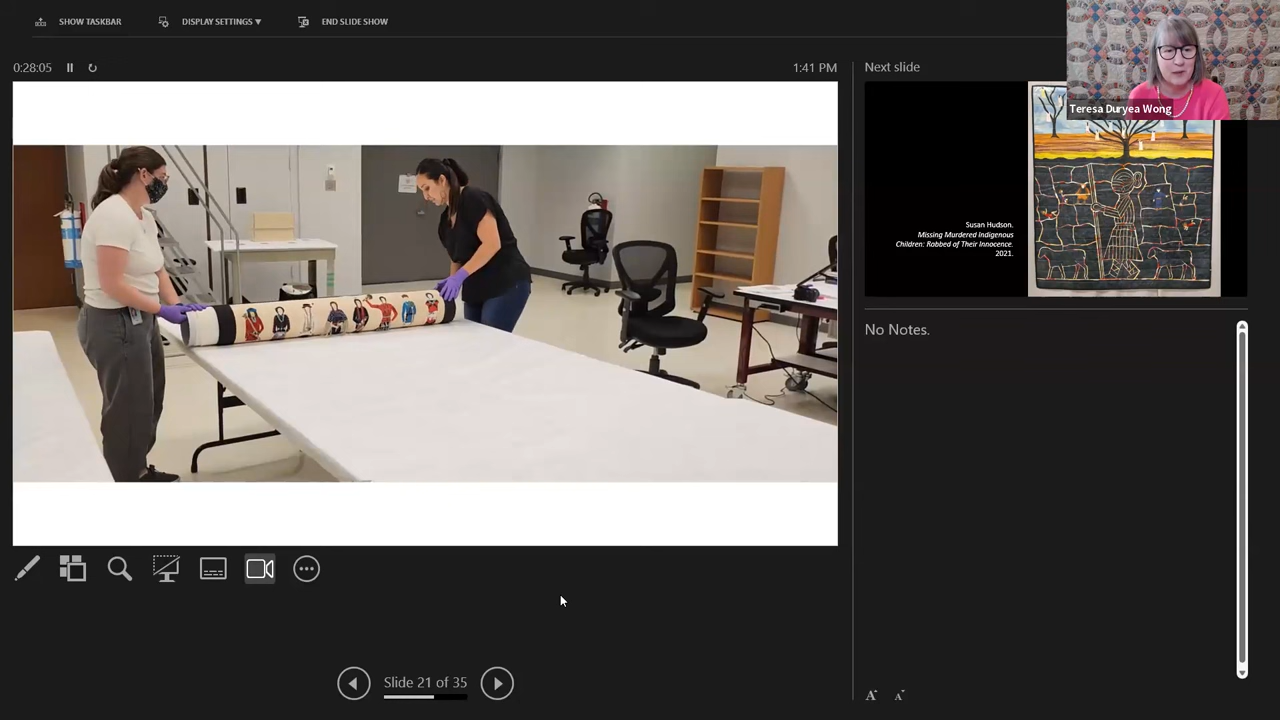 SHOW TASKBAR
DISPLAY SETTINGS ▼
END SLIDE SHOW
0:28:05
1:41 PM
Next slide
Teresa Duryea Wong
Susan Hudson.
Missing Murdered Indigenous
Children: Robbed of Their Innocence.
2021.
No Notes.
Slide 21 of 35
A
A